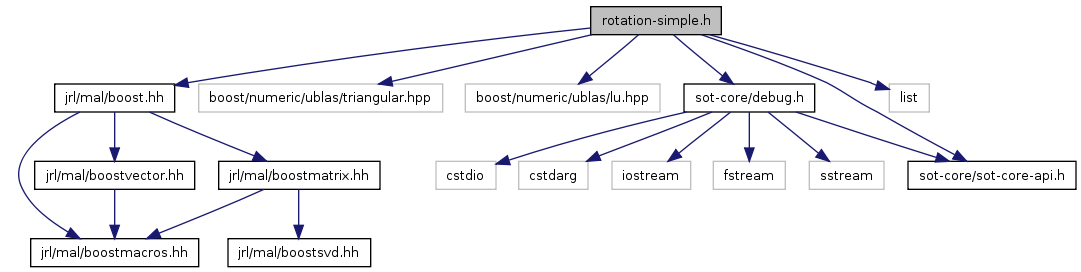 rotation-simple.h
jrl/mal/boost.hh
boost/numeric/ublas/triangular.hpp
boost/numeric/ublas/lu.hpp
sot-core/debug.h
list
jrl/mal/boostvector.hh
jrl/mal/boostmatrix.hh
cstdio
cstdarg
iostream
fstream
sstream
sot-core/sot-core-api.h
jrl/mal/boostmacros.hh
jrl/mal/boostsvd.hh